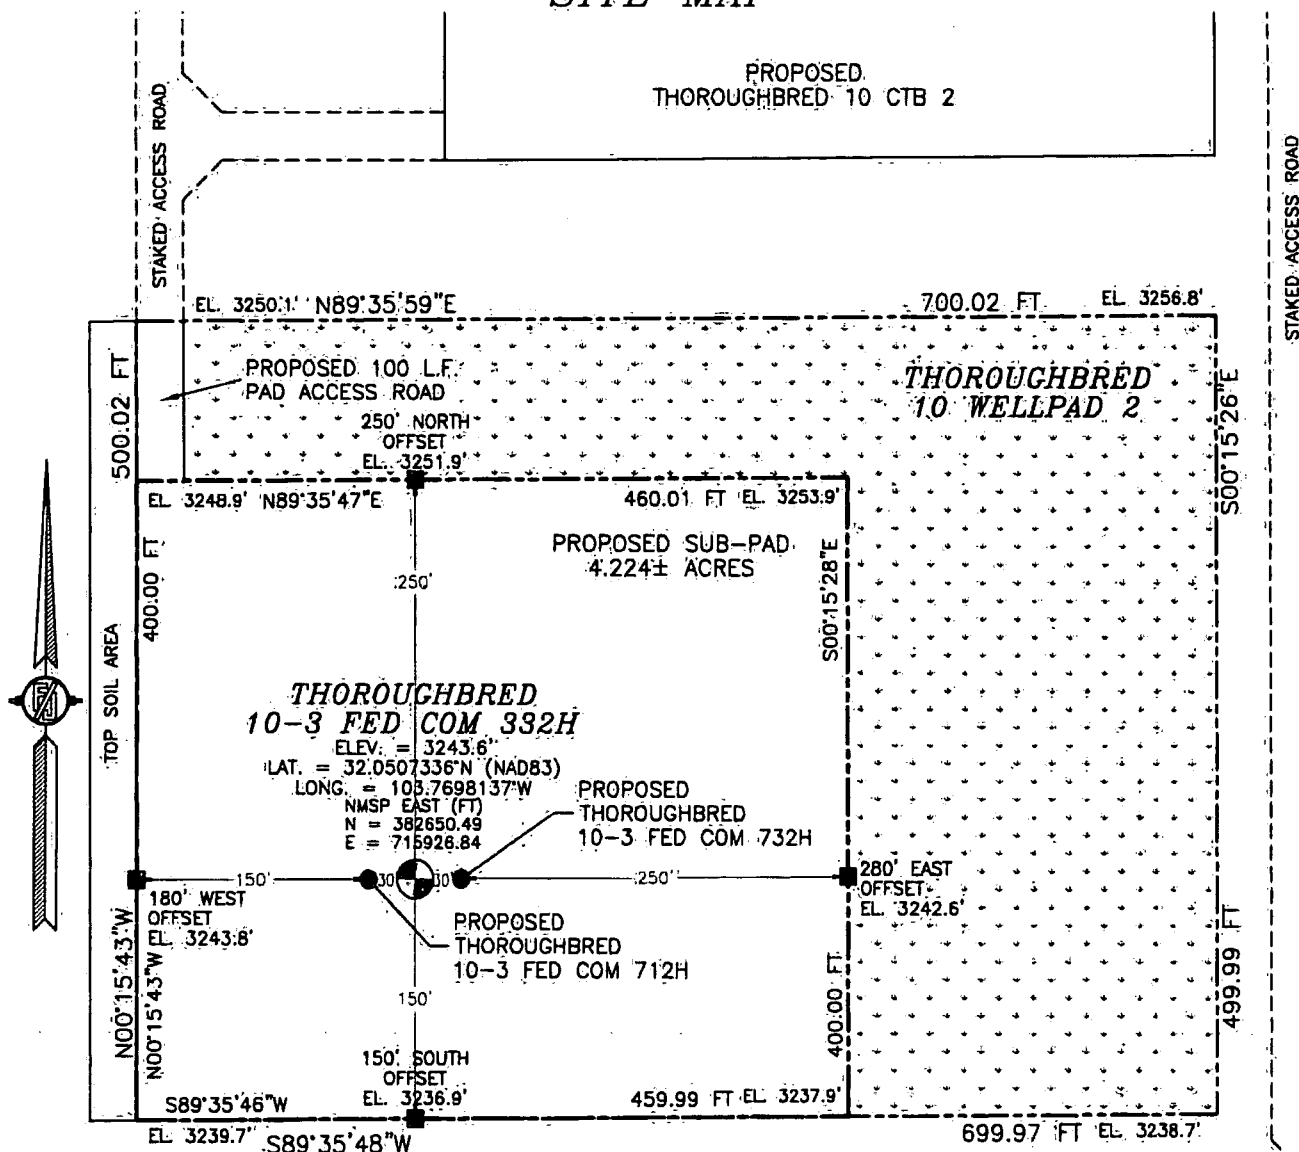 SITE MAP
PROPOSED
THOROUGHBRED 10 CTB 2
STAKED ACCESS ROAD
STAKED ACCESS ROAD
EL. 3250.1' N89°35'59"E
700.02 FT
EL. 3256.8'
PROPOSED 100 L.F.
PAD ACCESS ROAD
THOROUGHBRED
10 WELLPAD 2
500.02 FT
S00°15'26"E
250' NORTH
OFFSET
EL. 3251.9'
EL. 3248.9' N89°35'47"E
460.01 FT EL. 3253.9'
PROPOSED SUB-PAD
4.224± ACRES
400.00 FT
250'
S00°15'28"E
TOP SOIL AREA
THOROUGHBRED
10-3 FED COM 332H
ELEV. = 3243.6'
LAT. = 32.0507336°N (NAD83)
LONG. = 103.7698137°W
NMSP EAST (FT)
N = 382650.49
E = 715926.84
PROPOSED
THOROUGHBRED
10-3 FED COM 732H
150'
30'
30'
250'
180' WEST
OFFSET
EL. 3243.8'
280' EAST
OFFSET
EL. 3242.6'
PROPOSED
THOROUGHBRED
10-3 FED COM 712H
N00°15'43"W
N00°15'43"W
150'
400.00 FT
499.99 FT
150' SOUTH
OFFSET
EL. 3236.9'
S89°35'46"W
459.99 FT EL. 3237.9'
EL. 3239.7'
S89°35'48"W
699.97 FT EL. 3238.7'